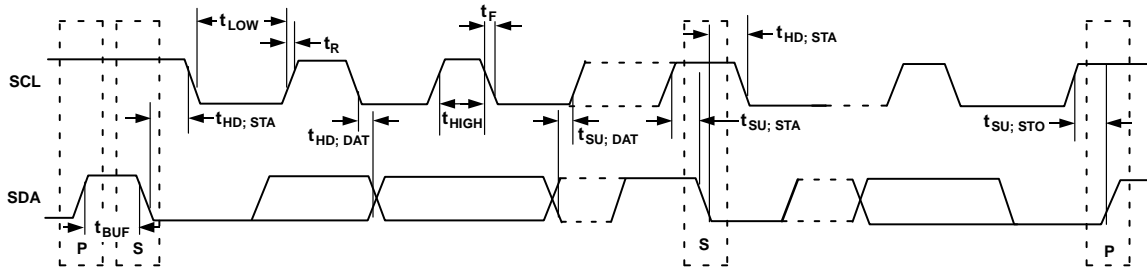 tLOW
tR
tF
tHD; STA
SCL
tHD; STA
tHD; DAT
tHIGH
tSU; DAT
tSU; STA
tSU; STO
SDA
tBUF
P
S
S
P